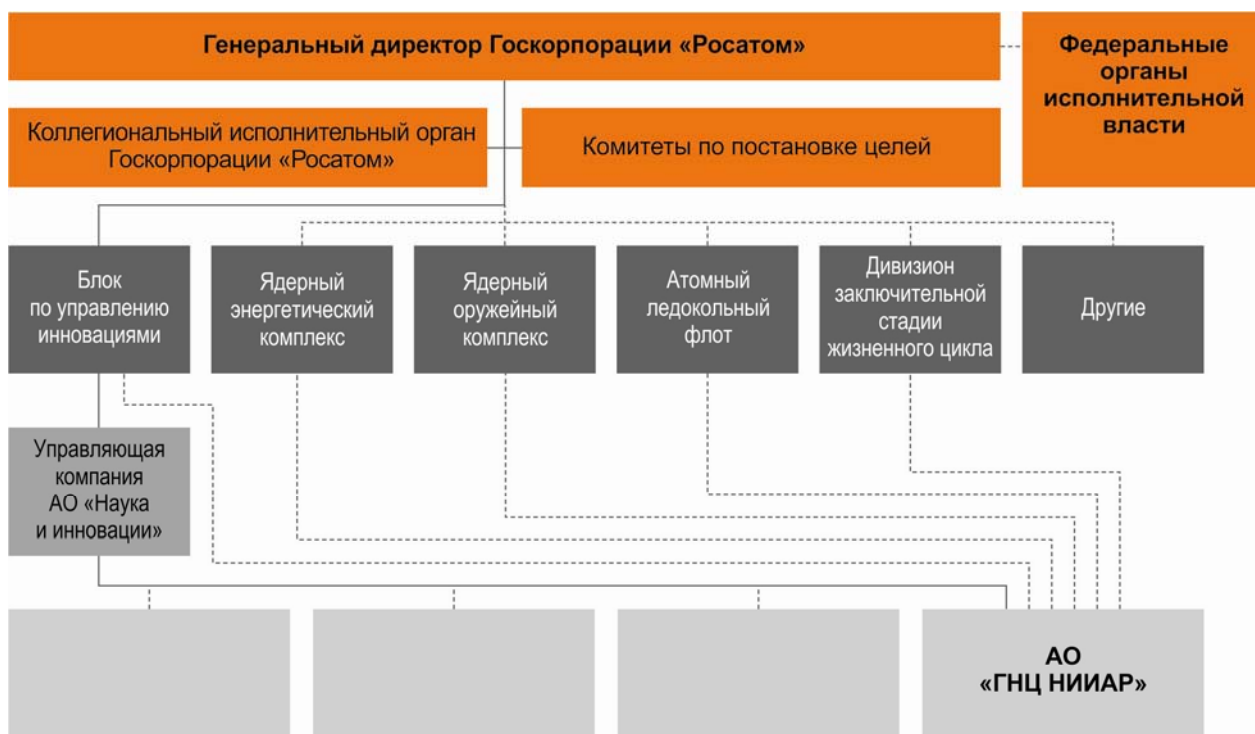 Генеральный директор Госкорпорации «Росатом»
Федеральные
органы
исполнительной
власти
Коллегиональный исполнительный орган
Госкорпорации «Росатом»
Комитеты по постановке целей
Блок
по управлению
инновациями
Ядерный
энергетический
комплекс
Ядерный
оружейный
комплекс
Атомный
ледокольный
флот
Дивизион
заключительной
стадии
жизненного цикла
Другие
Управляющая
компания
АО «Наука
и инновации»
АО
«ГНЦ НИИАР»